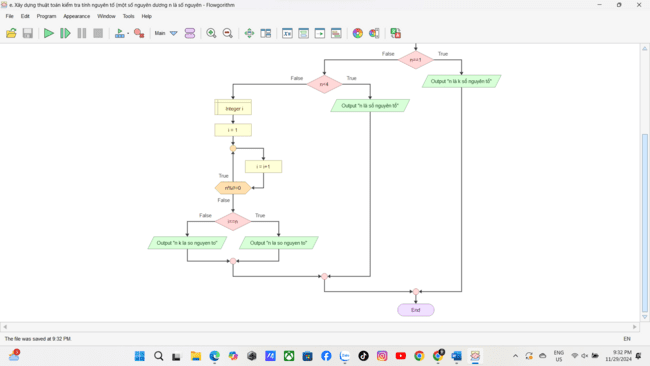 e. Xây dựng thuật toán kiểm tra tính nguyên tố (một số nguyên dương n là số nguyên - Flowgorithm
File Edit Program Appearance Window Tools Help
Main
False True
n==1
False True
n<4
Output "n là k số nguyên tố"
Integer i
Output "n là số nguyên tố"
i = 1
i = i+1
True
n%i!=0
False
False True
i==n
Output "n k la so nguyen to"
Output "n la so nguyen to"
End
The file was saved at 9:32 PM.
EN
ENG
US
9:32 PM
11/29/2024